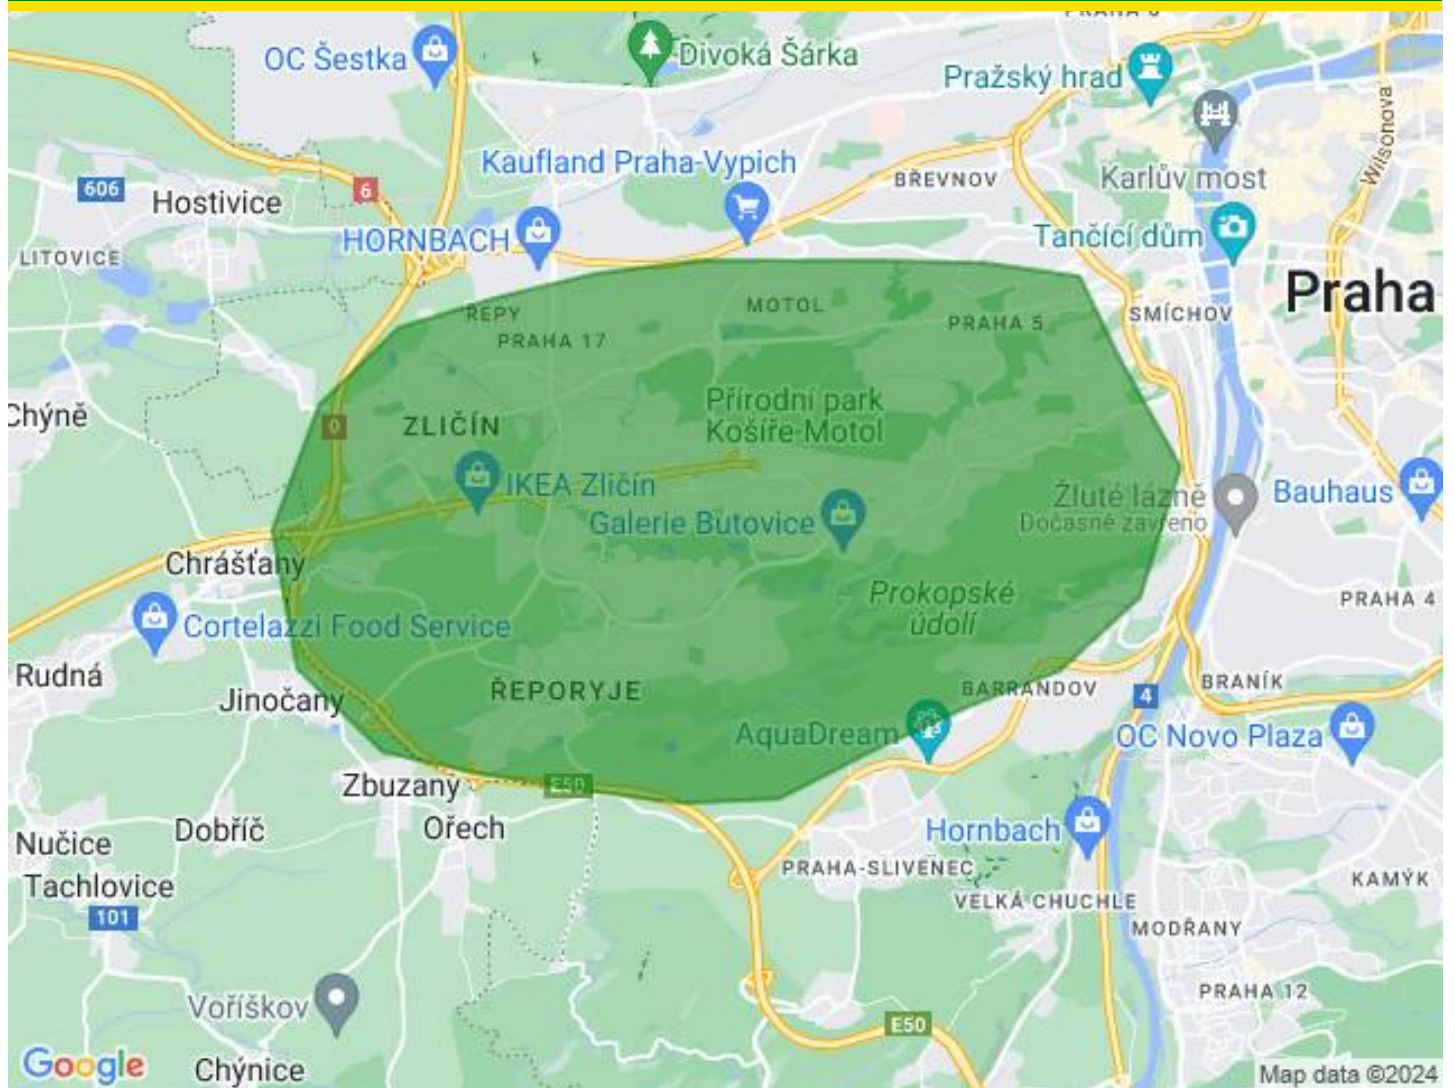 OC Šestka
Divoká Šárka
Pražský hrad
Wilsonova
Kaufland Praha-Vypich
606
6
Hostivice
BŘEVNOV
Karlův most
HORNBACH
Tančící dům
LITOVICE
Praha
ŘEPY
MOTOL
SMÍCHOV
PRAHA 5
PRAHA 17
Chýně
0
ZLIČÍN
Přírodní park
Košíře-Motol
IKEA Zličín
Žluté lázně
Dočasně zavřeno
Bauhaus
Galerie Butovice
Chrášťany
Prokopské
údolí
PRAHA 4
Cortelazzi Food Service
Rudná
Jinočany
ŘEPORYJE
BARRANDOV
4
BRANÍK
AquaDream
OC Novo Plaza
Zbuzany
E50
Ořech
Dobříč
Nučice
Hornbach
Tachlovice
PRAHA-SLIVENEC
KAMÝK
VELKÁ CHUCHLE
101
MODŘANY
PRAHA 12
Voříškov
E50
Google
Chýnice
Map data ©2024